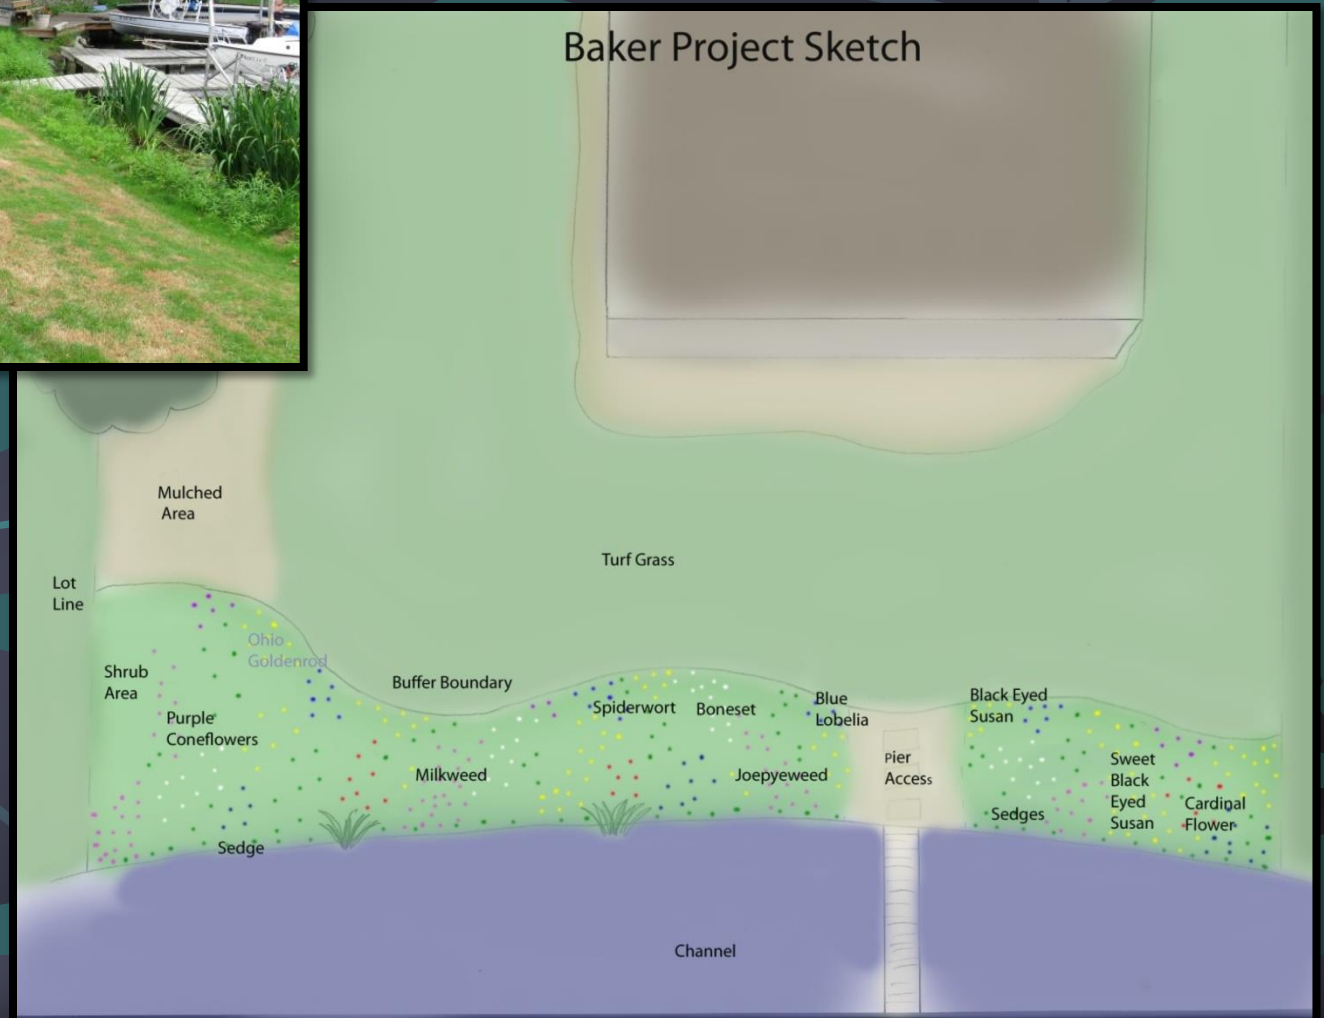 Baker Project Sketch
Mulched
Area
Turf Grass
Lot
Line
Ohio
Goldenrod
Shrub
Area
Buffer Boundary
Purple
Coneflowers
Spiderwort
Boneset
Blue
Lobelia
Black Eyed
Susan
Milkweed
Joepyeweed
Pier
Access
Sweet
Black
Eyed
Susan
Sedges
Cardinal
Flower
Sedge
Channel